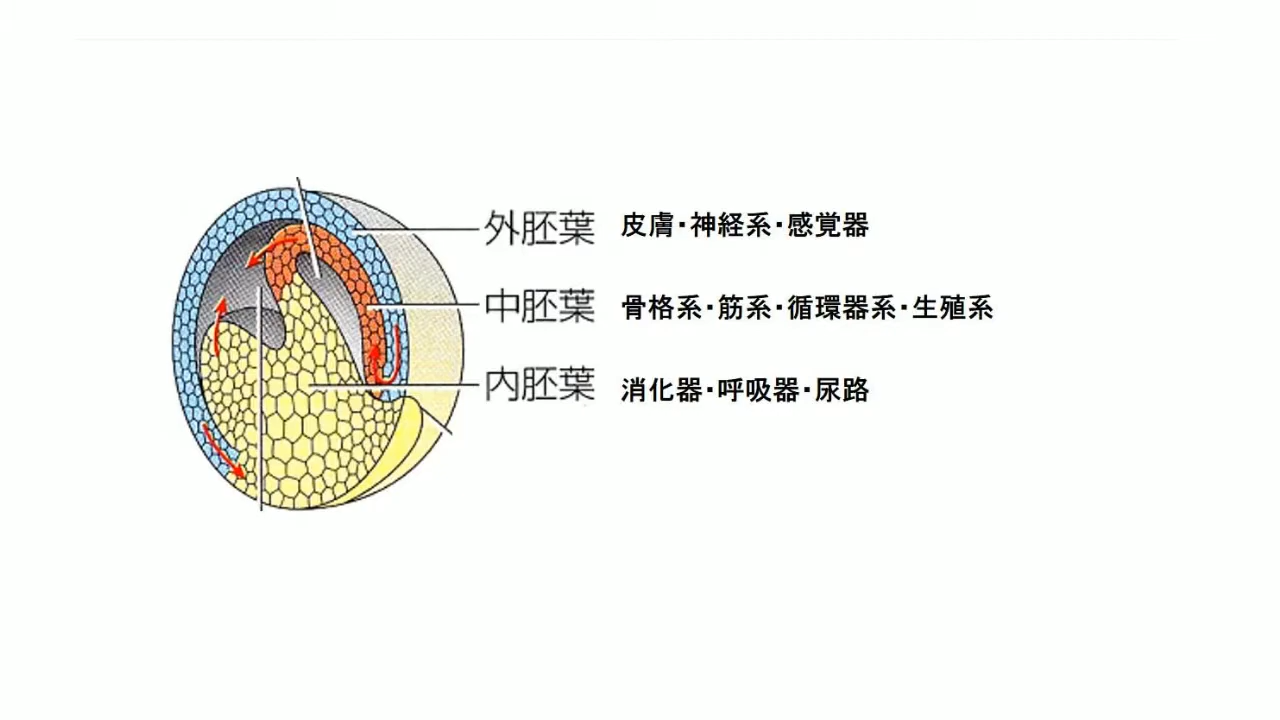 外胚葉 皮膚・神経系・感覚器
中胚葉 骨格系・筋系・循環器系・生殖系
内胚葉 消化器・呼吸器・尿路